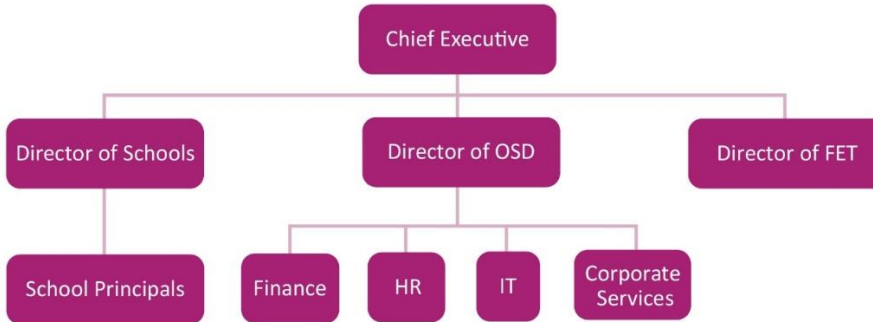 Chief Executive
Director of Schools
Director of OSD
Director of FET
School Principals
Finance
HR
IT
Corporate
Services